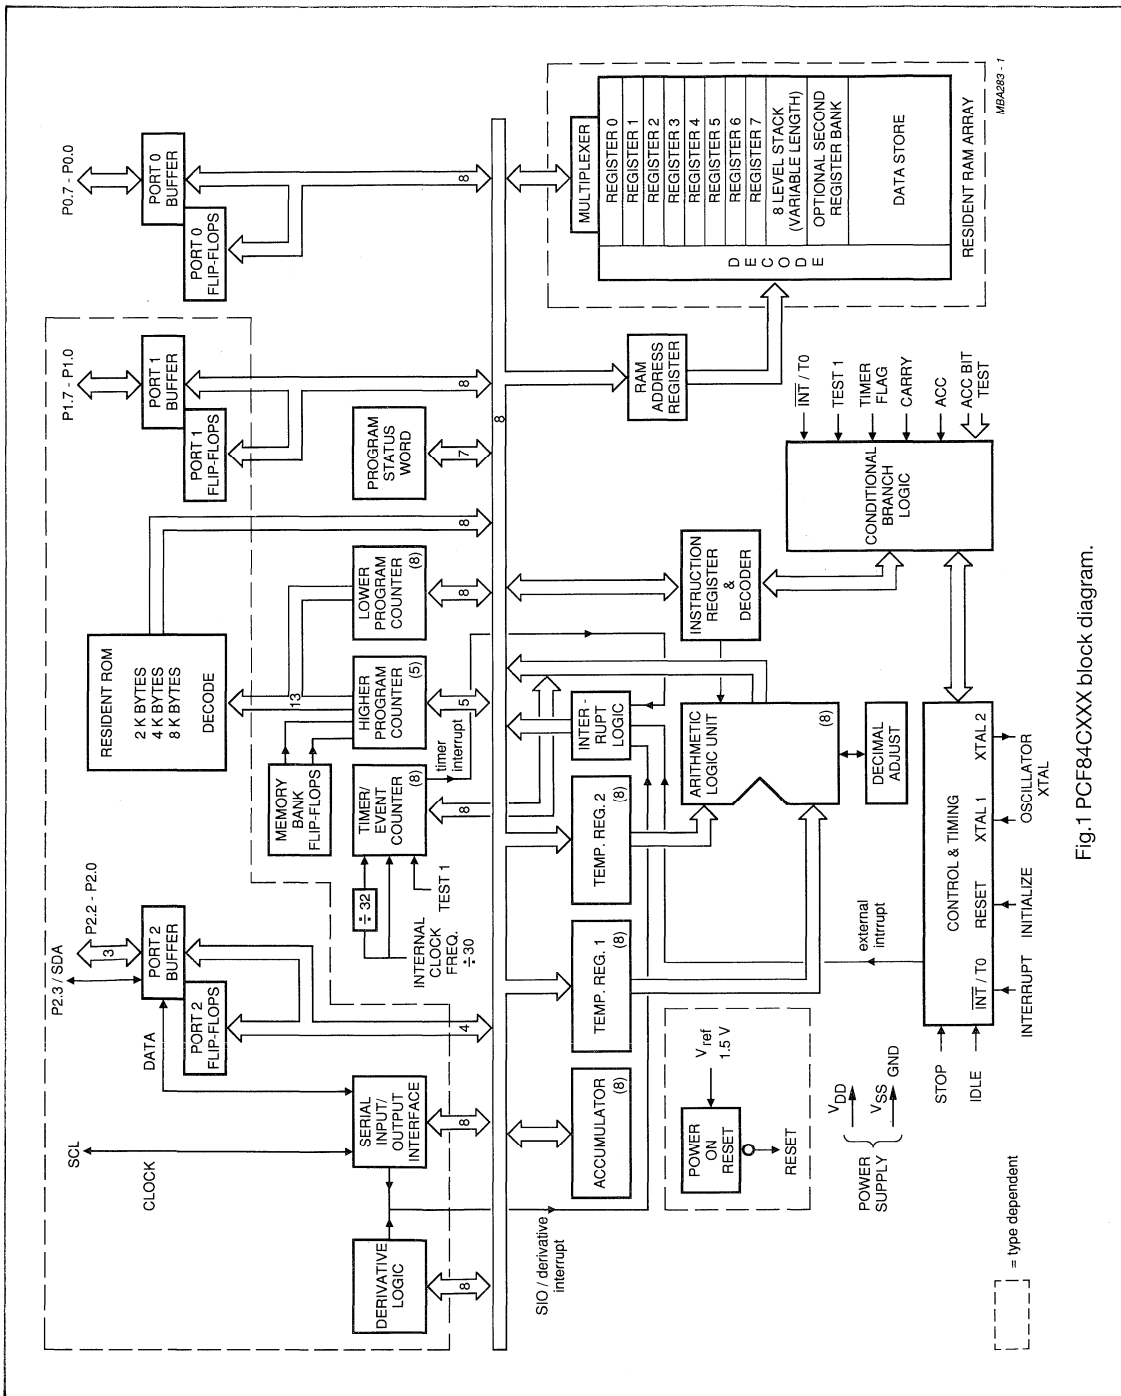 P2.3 / SDA
P2.2 - P2.0
P1.7 - P1.0
P0.7 - P0.0
SCL
CLOCK
DATA
3
PORT 2
BUFFER
PORT 2
FLIP-FLOPS
RESIDENT ROM
2 K BYTES
4 K BYTES
8 K BYTES
DECODE
PORT 1
BUFFER
PORT 1
FLIP-FLOPS
PORT 0
BUFFER
PORT 0
FLIP-FLOPS
13
MEMORY
BANK
FLIP-FLOPS
÷ 32
INTERNAL
CLOCK
FREQ.
÷ 30
TEST 1
DERIVATIVE
LOGIC
SERIAL
INPUT/
OUTPUT
INTERFACE
TIMER/
EVENT
COUNTER
(8)
HIGHER
PROGRAM
COUNTER
(5)
LOWER
PROGRAM
COUNTER
(8)
PROGRAM
STATUS
WORD
timer
interrupt
8
8
4
8
5
8
8
7
8
8
8
SIO / derivative
interrupt
ACCUMULATOR
(8)
TEMP. REG. 1
(8)
TEMP. REG. 2
(8)
INTER -
RUPT
LOGIC
RAM
ADDRESS
REGISTER
MULTIPLEXER
REGISTER 0
REGISTER 1
REGISTER 2
REGISTER 3
REGISTER 4
REGISTER 5
REGISTER 6
REGISTER 7
8 LEVEL STACK
(VARIABLE LENGTH)
OPTIONAL SECOND
REGISTER BANK
DATA STORE
DECODE
RESIDENT RAM ARRAY
MBA283 - 1
POWER
ON
RESET
Vref
1.5 V
RESET
ARITHMETIC
LOGIC UNIT
(8)
DECIMAL
ADJUST
INSTRUCTION
REGISTER
&
DECODER
CONDITIONAL
BRANCH
LOGIC
INT / T0
TEST 1
TIMER
FLAG
CARRY
ACC
ACC BIT
TEST
external
intrrupt
POWER
SUPPLY
VDD
VSS
GND
STOP
IDLE
CONTROL & TIMING
INT / T0
RESET
XTAL 1
XTAL 2
INTERRUPT
INITIALIZE
OSCILLATOR
XTAL
= type dependent
Fig.1 PCF84CXXX block diagram.